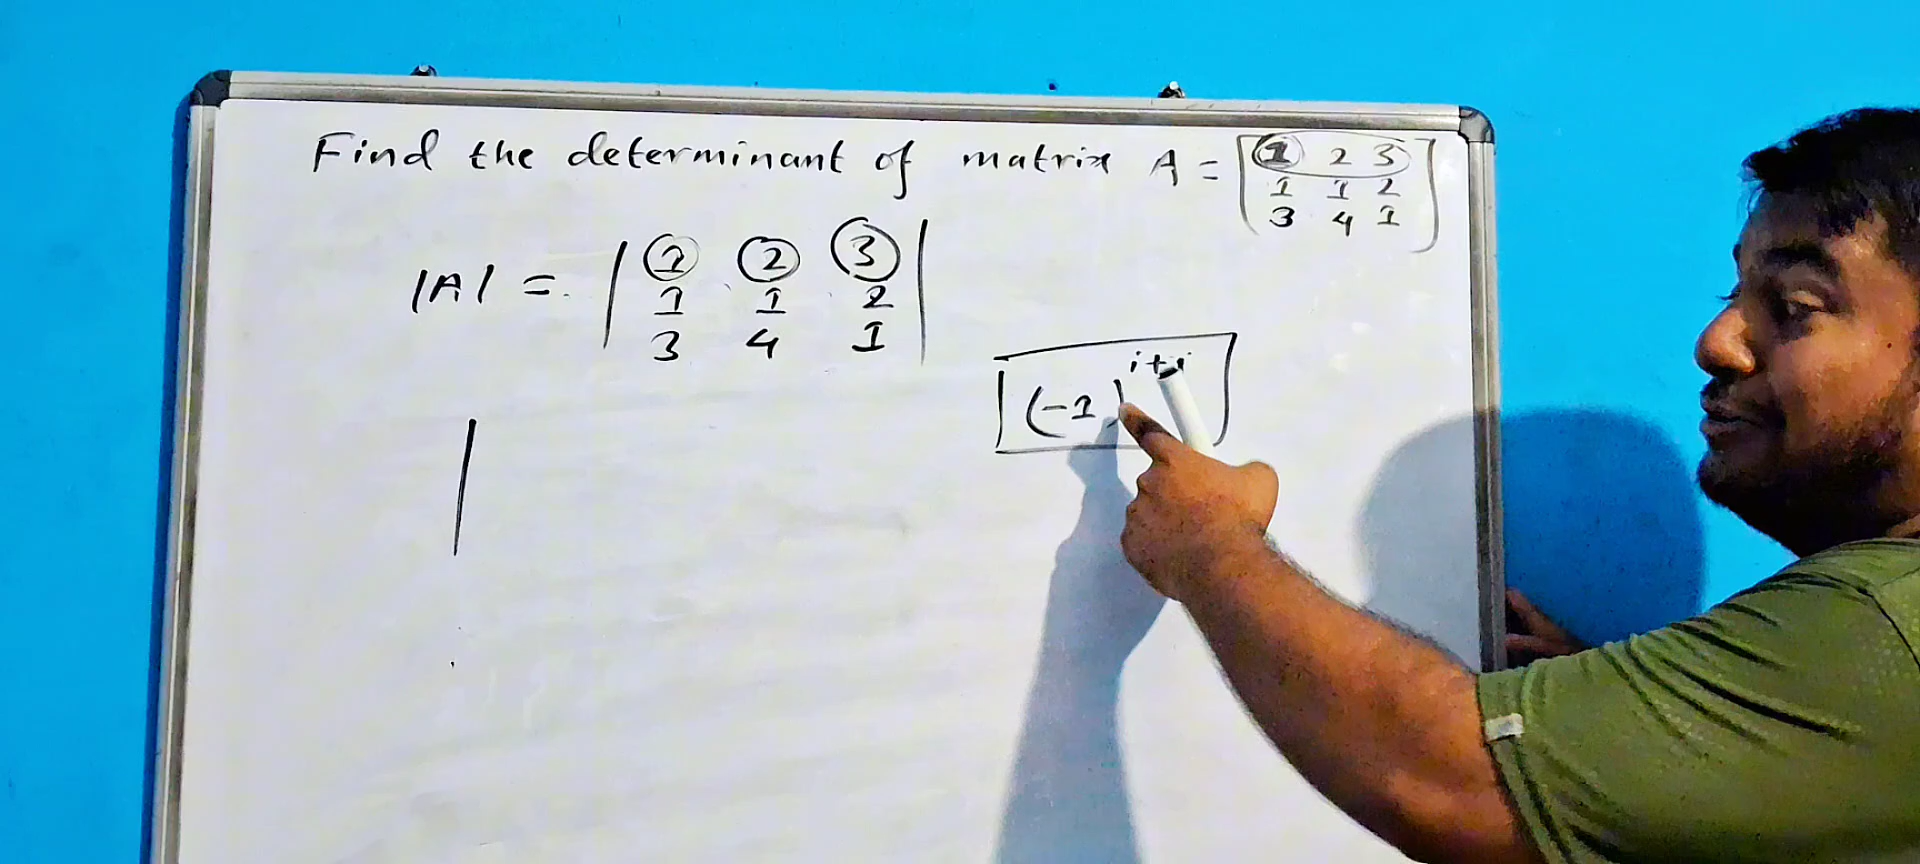 Find the determinant of matrix A = [1 2 3
1 1 2
3 4 1]
|A| = |1 2 3|
1 1 2
3 4 1
(-1)^i+j